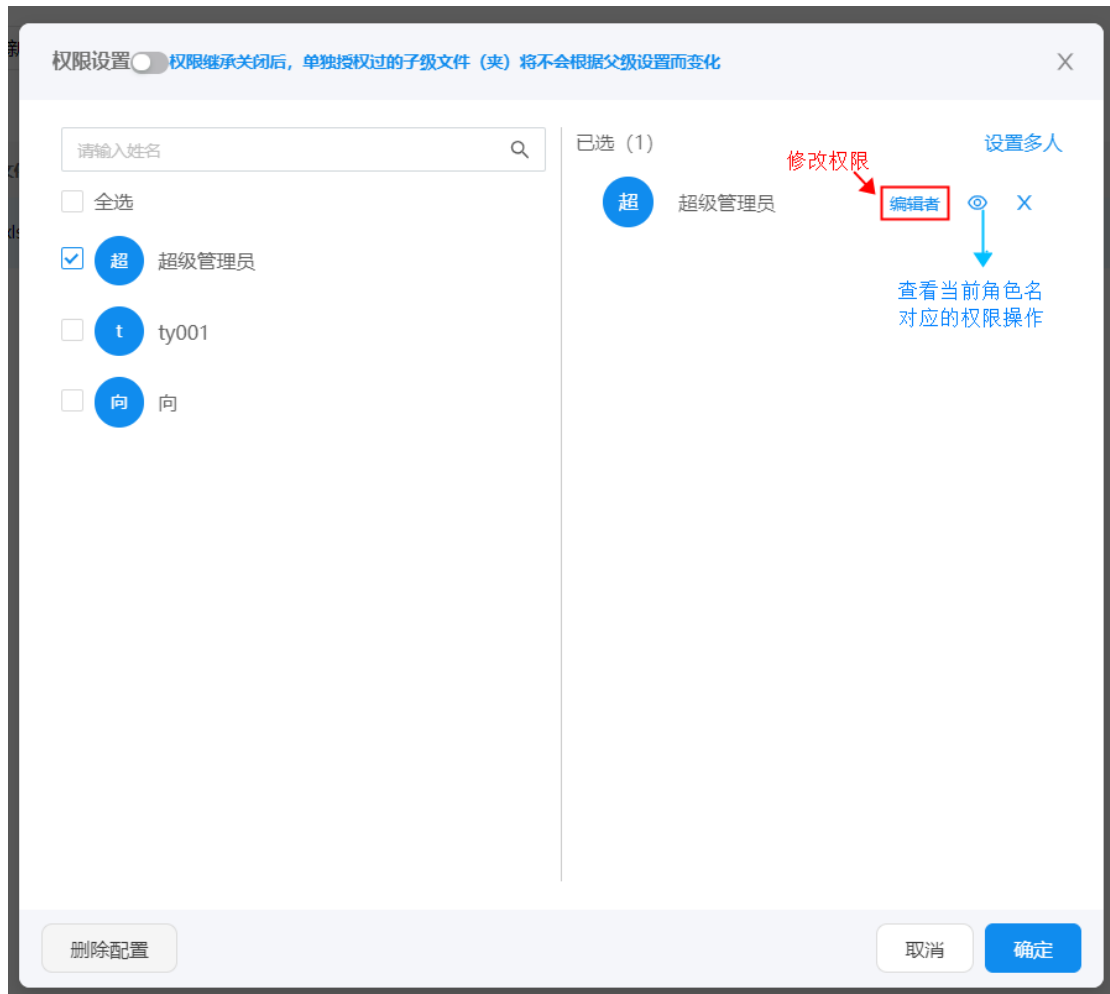 权限设置 权限继承关闭后，单独授权过的子级文件（夹）将不会根据父级设置而变化 X
请输入姓名
全选
超 超级管理员
t ty001
向 向
已选（1） 设置多人
修改权限
超 超级管理员 编辑者 X
查看当前角色名
对应的权限操作
删除配置 取消 确定